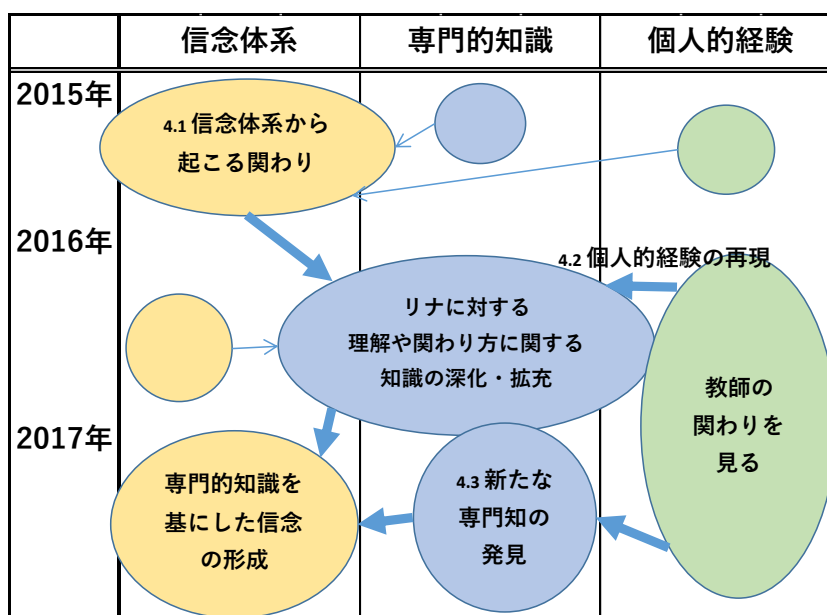 信念体系
専門的知識
個人的経験
2015年
4.1 信念体系から
起こる関わり
2016年
4.2 個人的経験の再現
リナに対する
理解や関わり方に関する
知識の深化・拡充
教師の
関わりを
見る
2017年
専門的知識を
基にした信念
の形成
4.3 新たな
専門知の
発見